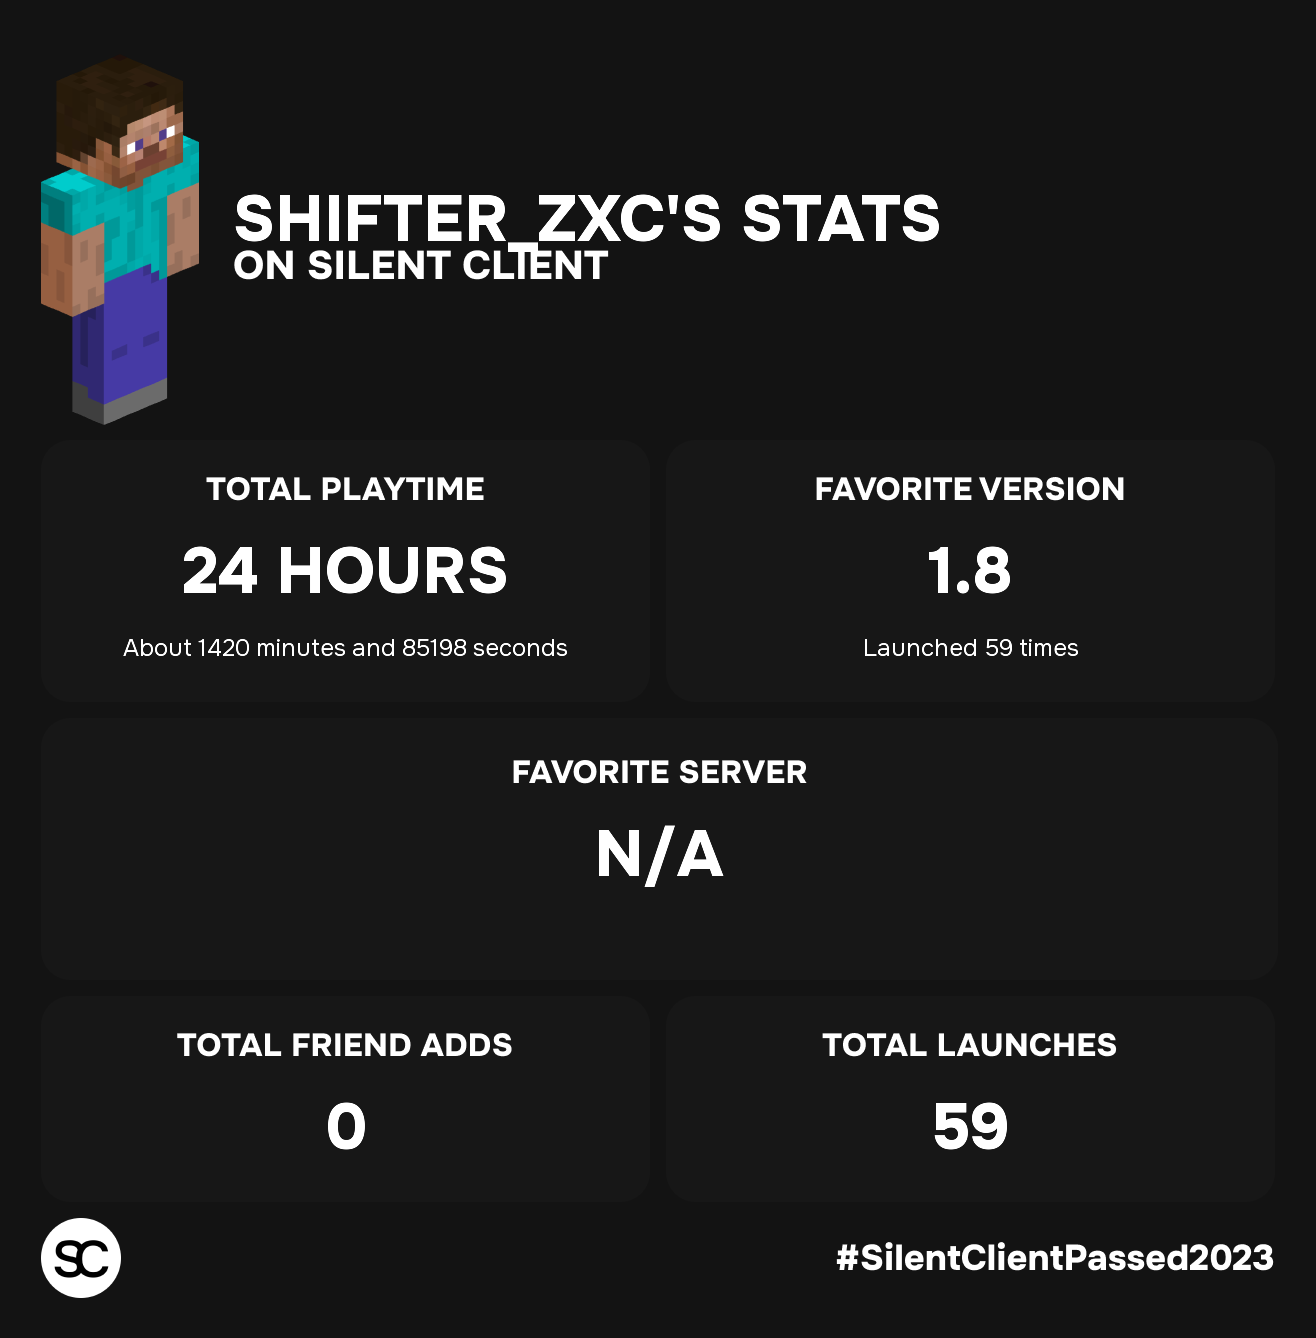 SHIFTER_ZXC'S STATS
ON SILENT CLIENT
TOTAL PLAYTIME
24 HOURS
About 1420 minutes and 85198 seconds
FAVORITE VERSION
1.8
Launched 59 times
FAVORITE SERVER
N/A
TOTAL FRIEND ADDS
0
TOTAL LAUNCHES
59
SC
#SilentClientPassed2023